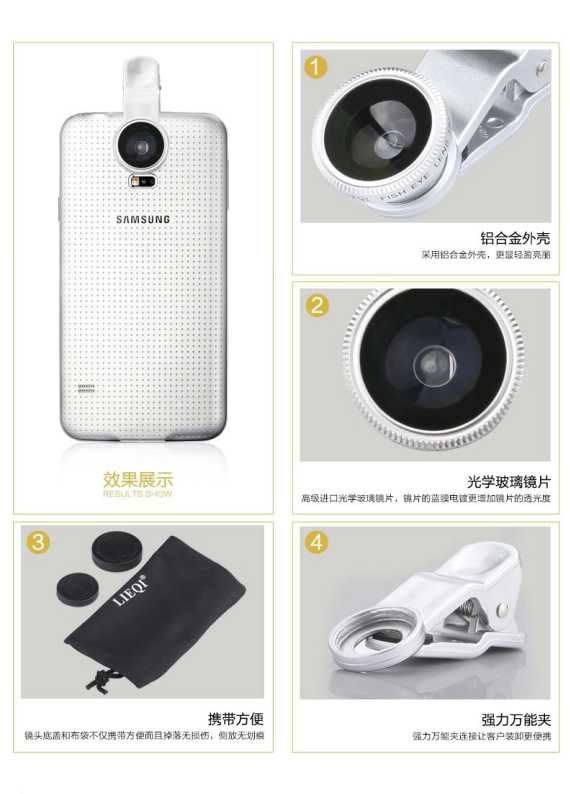 SAMSUNG
效果展示
RESULTS SHOW
1
FISH EYE LENS
铝合金外壳
采用铝合金外壳，更显轻盈亮丽
2
光学玻璃镜片
高级进口光学玻璃镜片，镜片的蓝膜电镀更增加镜片的透光度
3
LIEQI®
携带方便
镜头底盖和布袋不仅携带方便而且掉落无损伤，侧放无划痕
4
强力万能夹
强力万能夹连接让客户装卸更便携